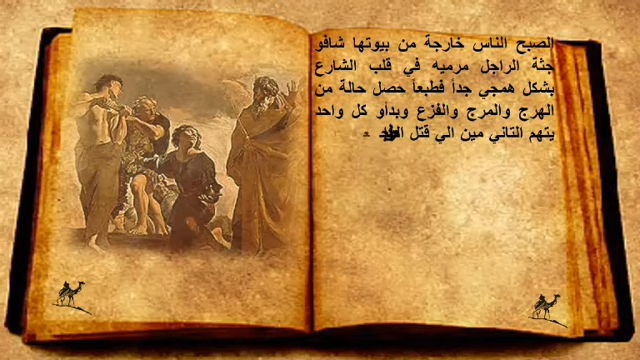 الصبح الناس خارجة من بيوتها شافو
جثة الراجل مرميه في قلب الشارع
بشكل همجي جدأ فطبعاً حصل حالة من
الهرج والمرج والفزع وبدأو كل واحد
يتهم التاني مين الي قتل